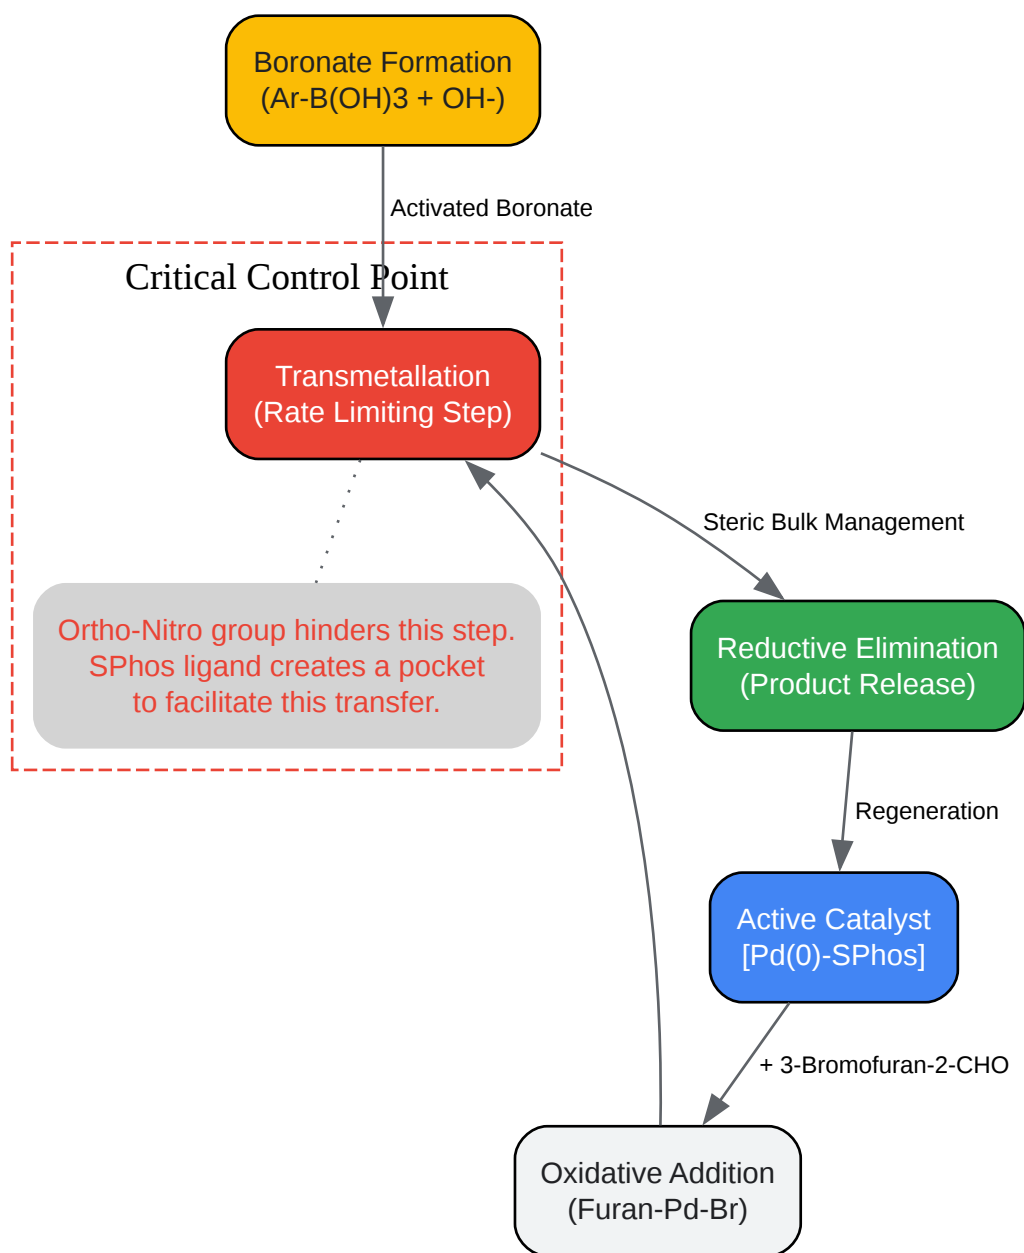 Boronate Formation
(Ar-B(OH)3 + OH-)
Activated Boronate
Critical Control Point
Transmetallation
(Rate Limiting Step)
Steric Bulk Management
Ortho-Nitro group hinders this step.
SPhos ligand creates a pocket
to facilitate this transfer.
Reductive Elimination
(Product Release)
Regeneration
Active Catalyst
[Pd(0)-SPhos]
+ 3-Bromofuran-2-CHO
Oxidative Addition
(Furan-Pd-Br)